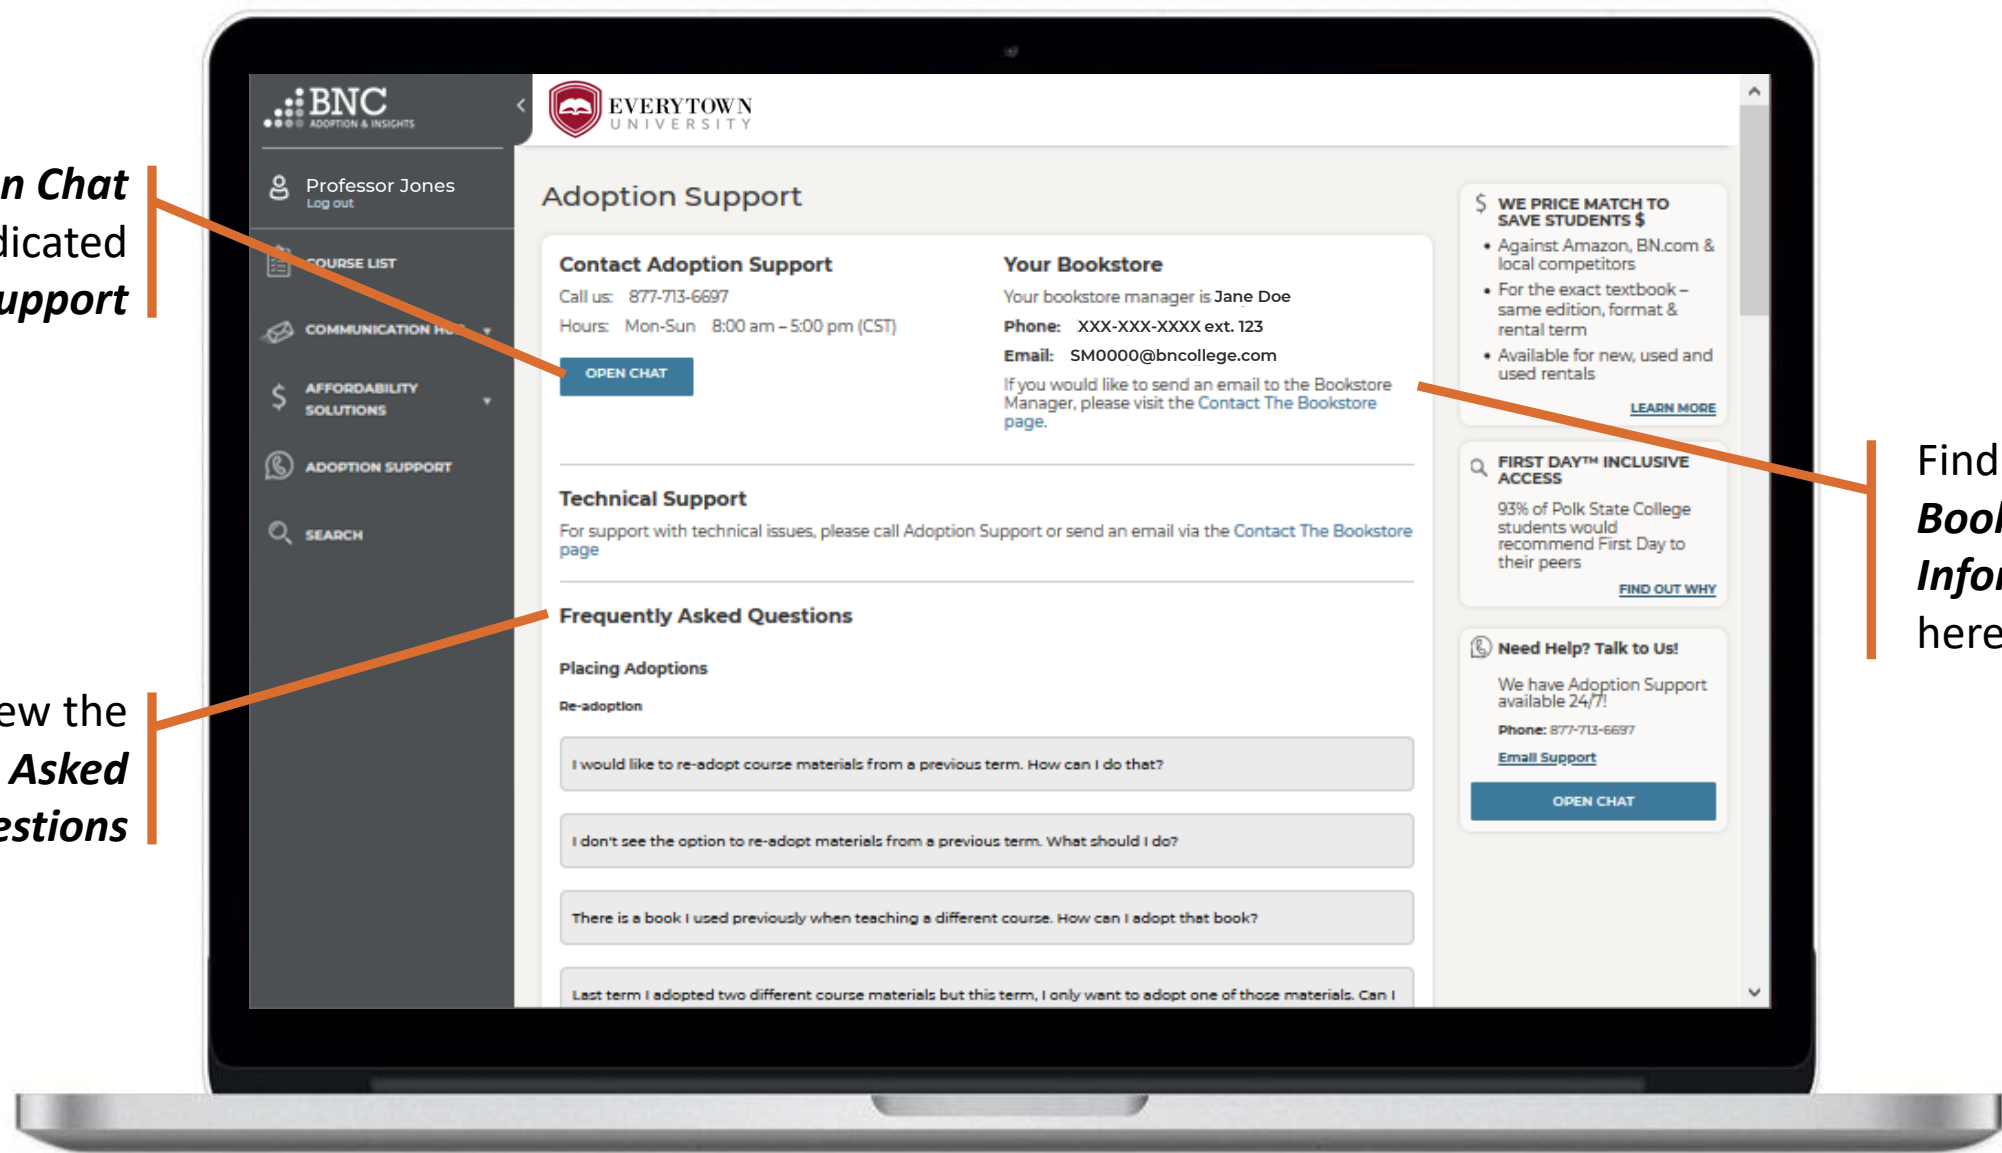 n Chat
dicated
upport
ew the
Asked
estions
BNC
ADOPTION & INSIGHTS
Professor Jones
Log out
COURSE LIST
COMMUNICATION HUB
AFFORDABILITY
SOLUTIONS
ADOPTION SUPPORT
SEARCH
EVERYTOWN
UNIVERSITY
Adoption Support
Contact Adoption Support
Call us: 877-713-6697
Hours: Mon-Sun 8:00 am – 5:00 pm (CST)
OPEN CHAT
Your Bookstore
Your bookstore manager is Jane Doe
Phone: XXX-XXX-XXXX ext. 123
Email: SM0000@bncollege.com
If you would like to send an email to the Bookstore
Manager, please visit the Contact The Bookstore
page.
Technical Support
For support with technical issues, please call Adoption Support or send an email via the Contact The Bookstore
page
Frequently Asked Questions
Placing Adoptions
Re-adoption
I would like to re-adopt course materials from a previous term. How can I do that?
I don't see the option to re-adopt materials from a previous term. What should I do?
There is a book I used previously when teaching a different course. How can I adopt that book?
Last term I adopted two different course materials but this term, I only want to adopt one of those materials. Can I
$ WE PRICE MATCH TO
SAVE STUDENTS $
• Against Amazon, BN.com &
local competitors
• For the exact textbook –
same edition, format &
rental term
• Available for new, used and
used rentals
LEARN MORE
FIRST DAY™ INCLUSIVE
ACCESS
93% of Polk State College
students would
recommend First Day to
their peers
FIND OUT WHY
Need Help? Talk to Us!
We have Adoption Support
available 24/7!
Phone: 877-713-6697
Email Support
OPEN CHAT
Find
Book
Infor
here